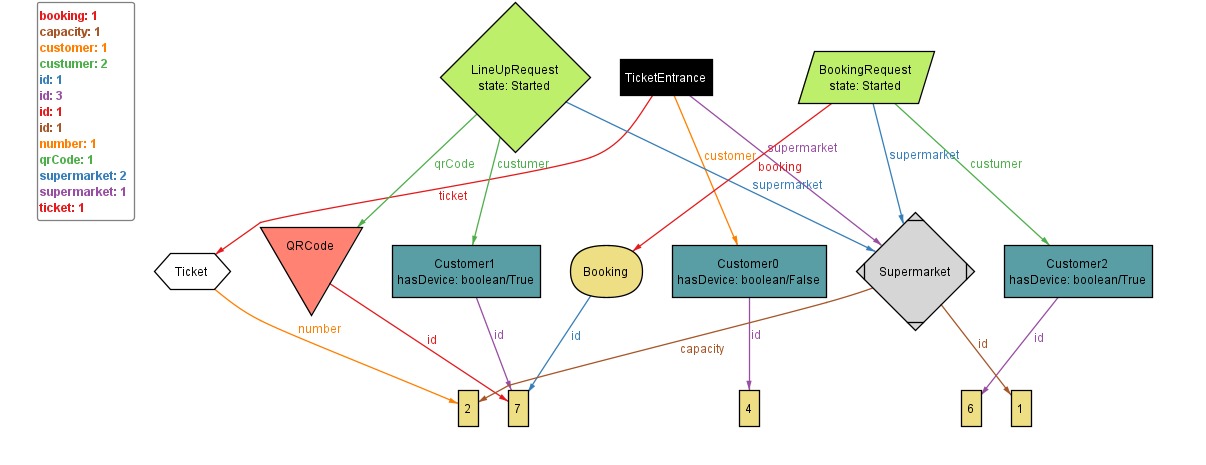 booking: 1
capacity: 1
customer: 1
custumer: 2
id: 1
id: 3
id: 1
id: 1
number: 1
qrCode: 1
supermarket: 2
supermarket: 1
ticket: 1
LineUpRequest
state: Started
TicketEntrance
BookingRequest
state: Started
qrCode
custumer
ticket
customer
supermarket
booking
supermarket
supermarket
custumer
Ticket
QRCode
Customer1
hasDevice: boolean/True
Booking
Customer0
hasDevice: boolean/False
Supermarket
Customer2
hasDevice: boolean/True
number
id
id
id
capacity
id
id
id
2
7
4
6
1